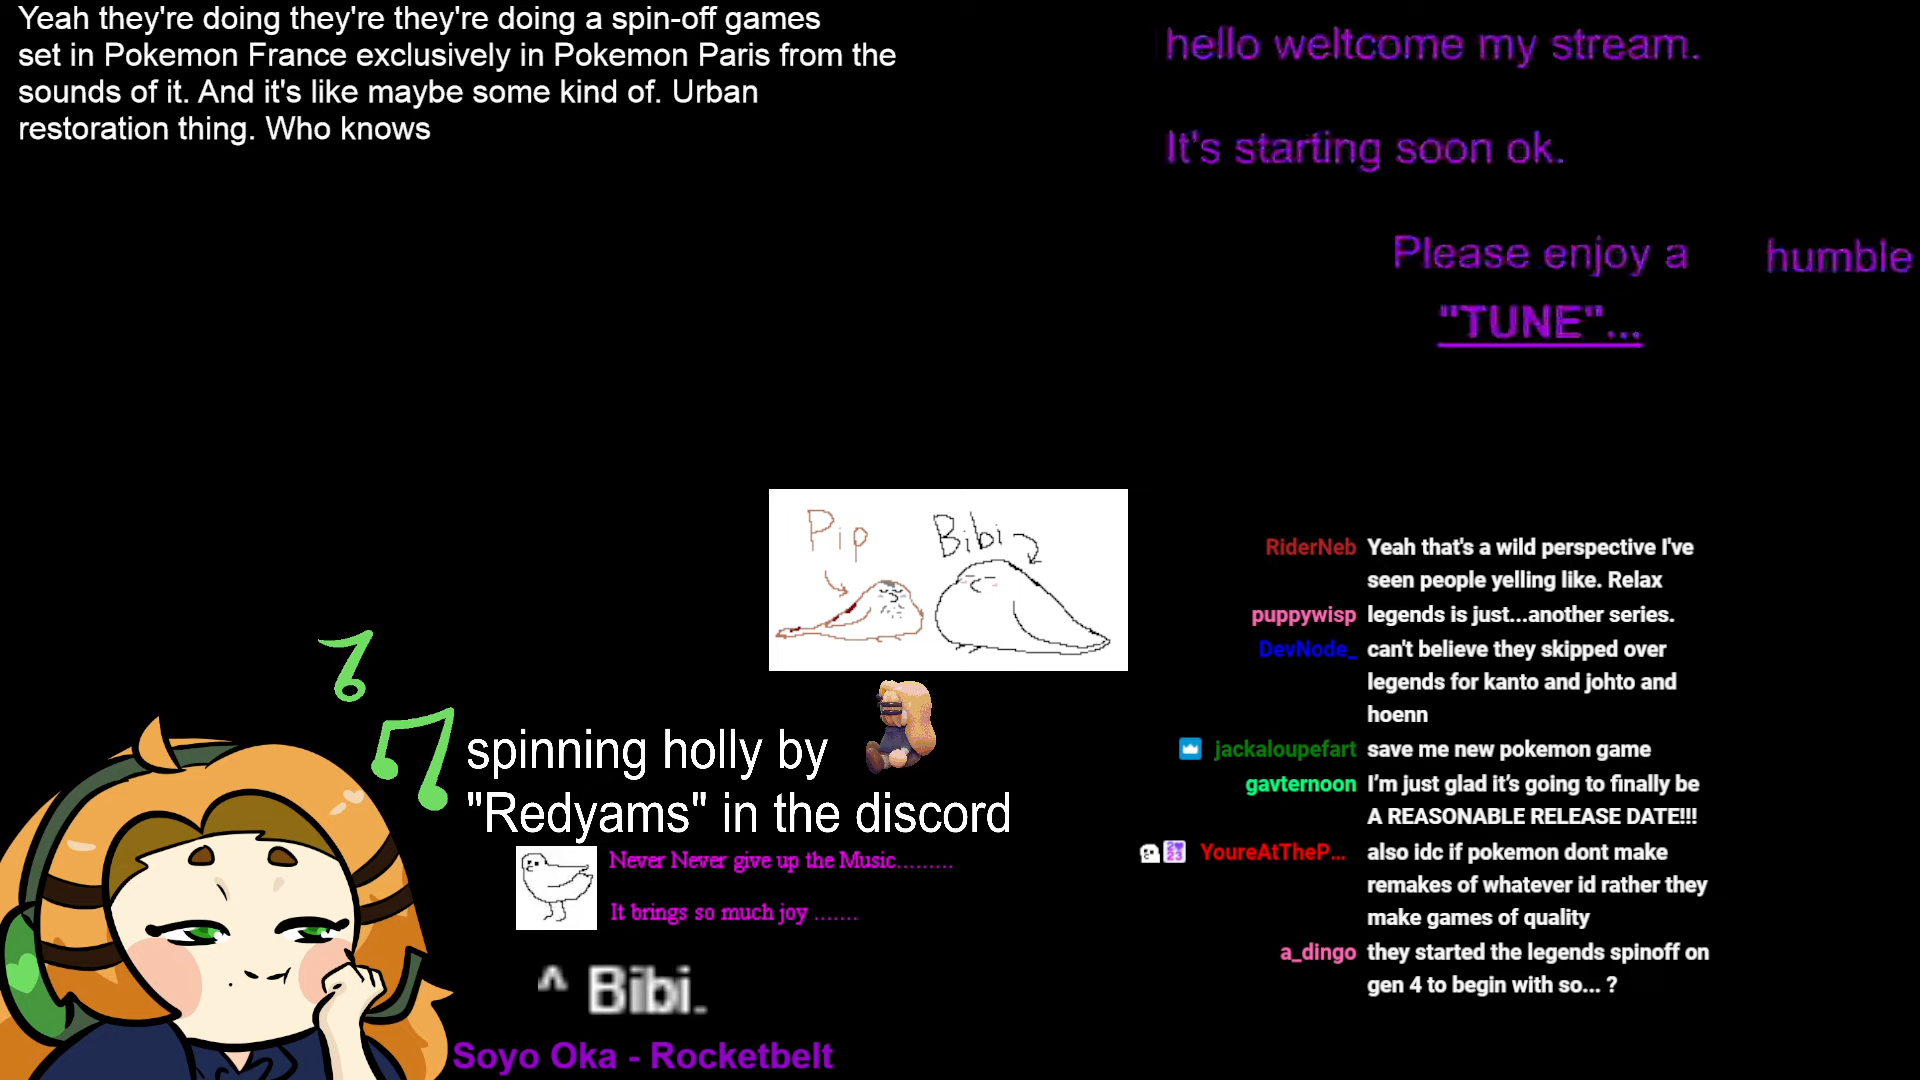 Yeah they're doing they're they're doing a spin-off games
set in Pokemon France exclusively in Pokemon Paris from the
sounds of it. And it's like maybe some kind of. Urban
restoration thing. Who knows
hello weltcome my stream.
It's starting soon ok.
Please enjoy a humble
"TUNE"...
Pip
Bibi
RiderNeb Yeah that's a wild perspective I've
seen people yelling like. Relax
puppywisp legends is just...another series.
DevNode_ can't believe they skipped over
legends for kanto and johto and
hoenn
jackaloupefart save me new pokemon game
gavternoon I'm just glad it's going to finally be
A REASONABLE RELEASE DATE!!!
2 23 YoureAtTheP... also idc if pokemon dont make
remakes of whatever id rather they
make games of quality
a_dingo they started the legends spinoff on
gen 4 to begin with so... ?
spinning holly by
"Redyams" in the discord
Never Never give up the Music.........
It brings so much joy .......
^ Bibi.
Soyo Oka - Rocketbelt